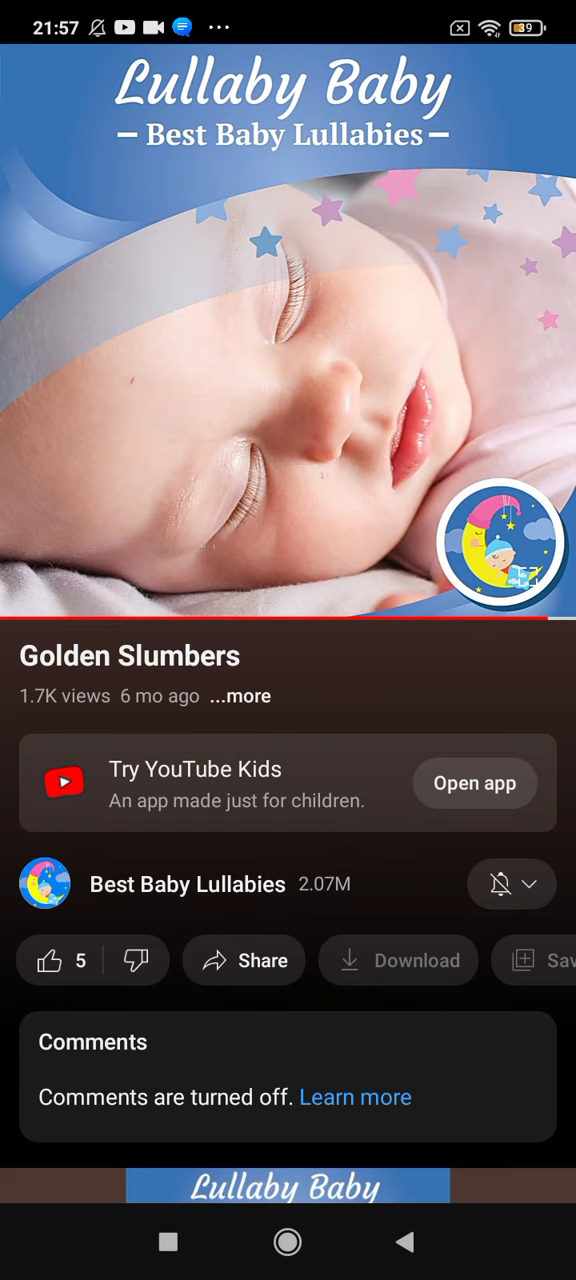 21:57
39
Lullaby Baby
Best Baby Lullabies
Golden Slumbers
1.7K views 6 mo ago ...more
Try YouTube Kids
An app made just for children.
Open app
Best Baby Lullabies 2.07M
5
Share
Download
Sav
Comments
Comments are turned off. Learn more
Lullaby Baby